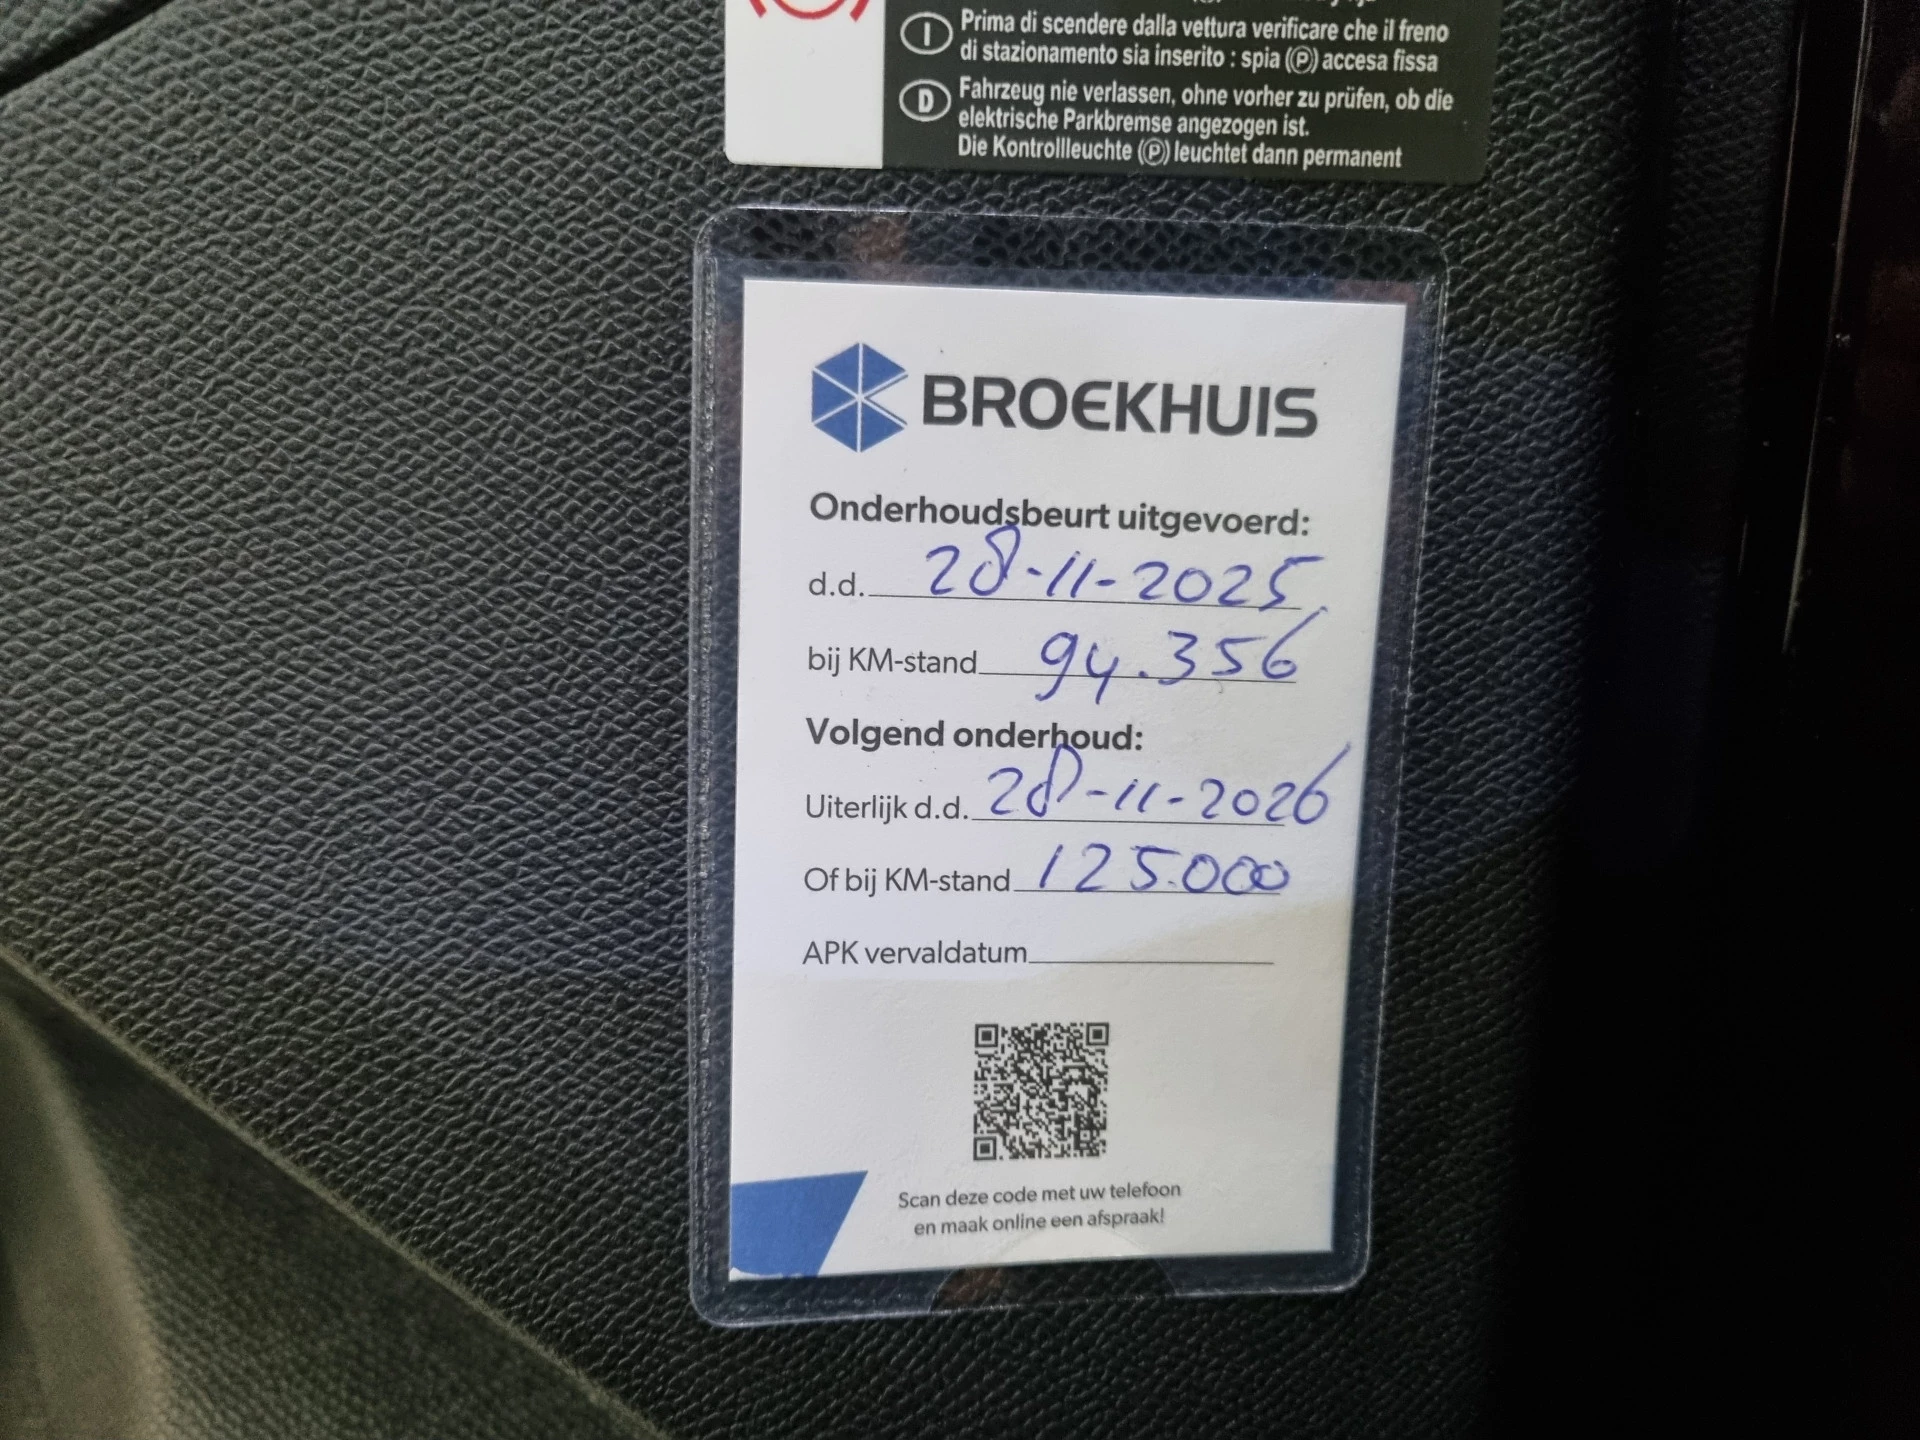 I Prima di scendere dalla vettura verificare che il freno
di stazionamento sia inserito : spia (P) accesa fissa
D Fahrzeug nie verlassen, ohne vorher zu prüfen, ob die
elektrische Parkbremse angezogen ist.
Die Kontrollleuchte (P) leuchtet dann permanent
BROEKHUIS
Onderhoudsbeurt uitgevoerd:
d.d. 28-11-2025
bij KM-stand 94.356
Volgend onderhoud:
Uiterlijk d.d. 28-11-2026
Of bij KM-stand 125.000
APK vervaldatum
Scan deze code met uw telefoon
en maak online een afspraak!